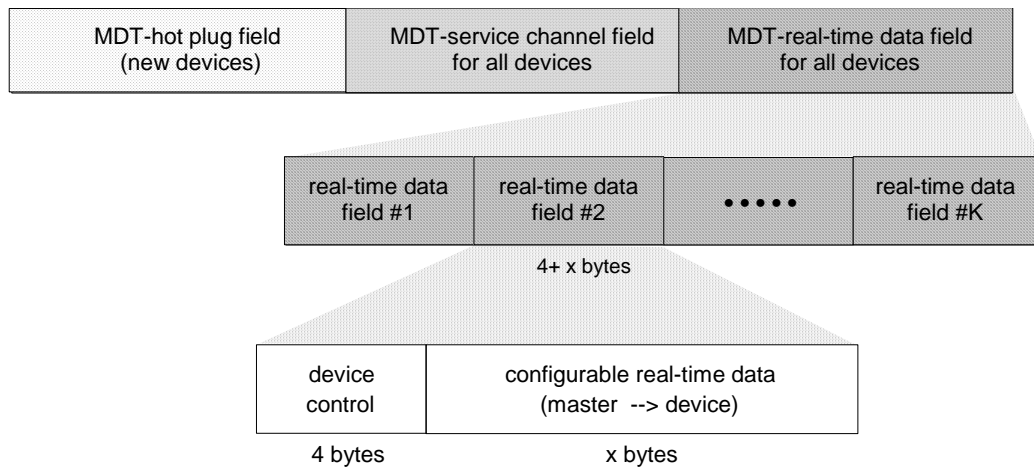 MDT-hot plug field
(new devices)
MDT-service channel field
for all devices
MDT-real-time data field
for all devices
real-time data
field #1
real-time data
field #2
•••••
real-time data
field #K
4+ x bytes
device
control
configurable real-time data
(master --> device)
4 bytes
x bytes